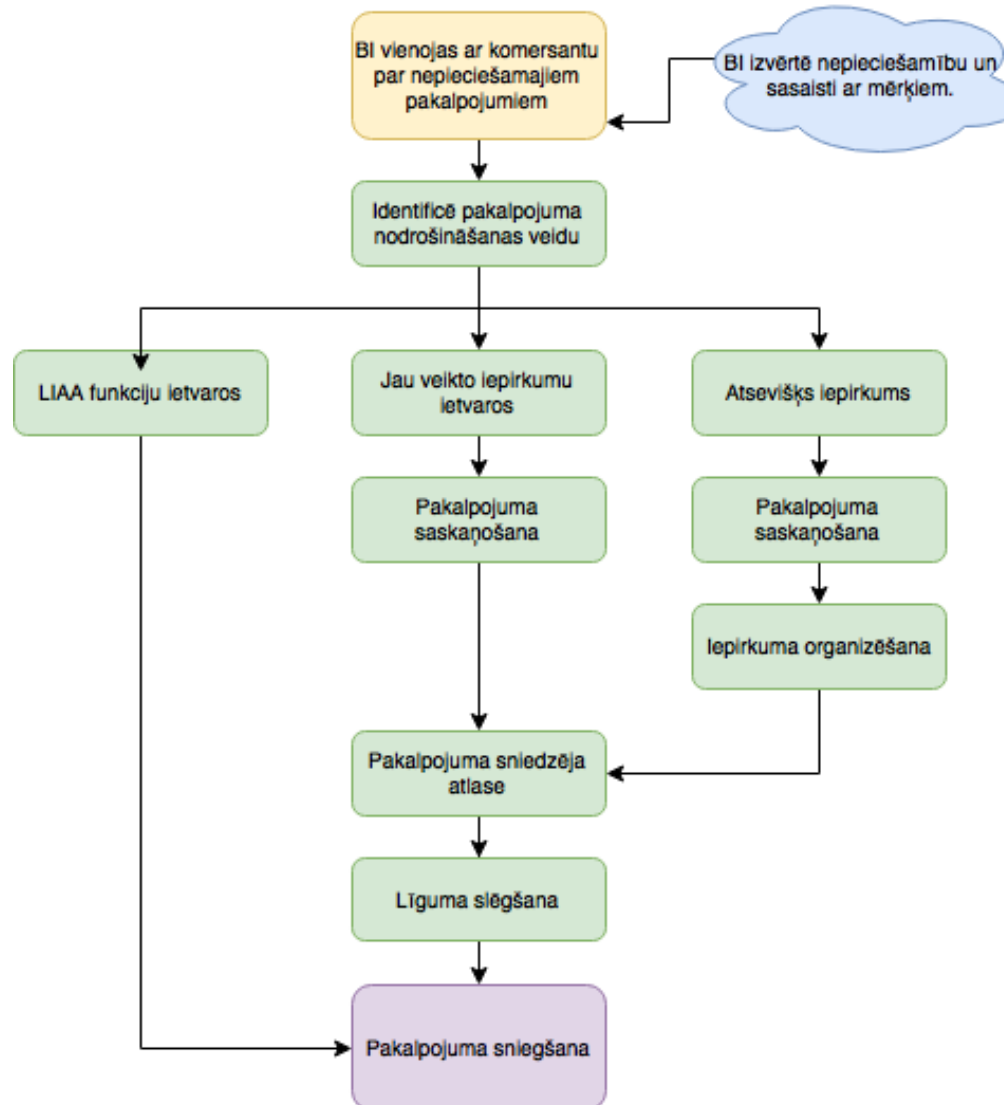 BI vienojas ar komersantu
par nepieciešamajiem
pakalpojumiem
BI izvērtē nepieciešamību un
sasaisti ar mērķiem.
Identificē pakalpojuma
nodrošināšanas veidu
LIAA funkciju ietvaros
Jau veikto iepirkumu
ietvaros
Atsevišķs iepirkums
Pakalpojuma
saskaņošana
Pakalpojuma
saskaņošana
Iepirkuma organizēšana
Pakalpojuma sniedzēja
atlase
Līguma slēgšana
Pakalpojuma sniegšana